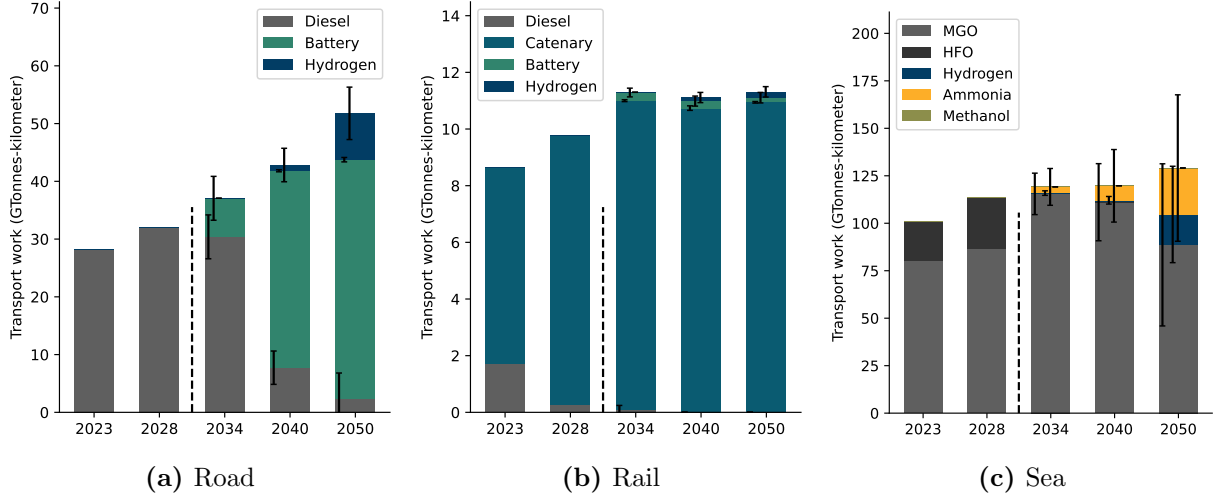 70
60
50
40
30
20
10
0
Transport work (GTonnes-kilometer)
Diesel
Battery
Hydrogen
2023
2028
2034
2040
2050
(a) Road
14
12
10
8
6
4
2
0
Transport work (GTonnes-kilometer)
Diesel
Catenary
Battery
Hydrogen
2023
2028
2034
2040
2050
(b) Rail
200
175
150
125
100
75
50
25
0
Transport work (GTonnes-kilometer)
MGO
HFO
Hydrogen
Ammonia
Methanol
2023
2028
2034
2040
2050
(c) Sea